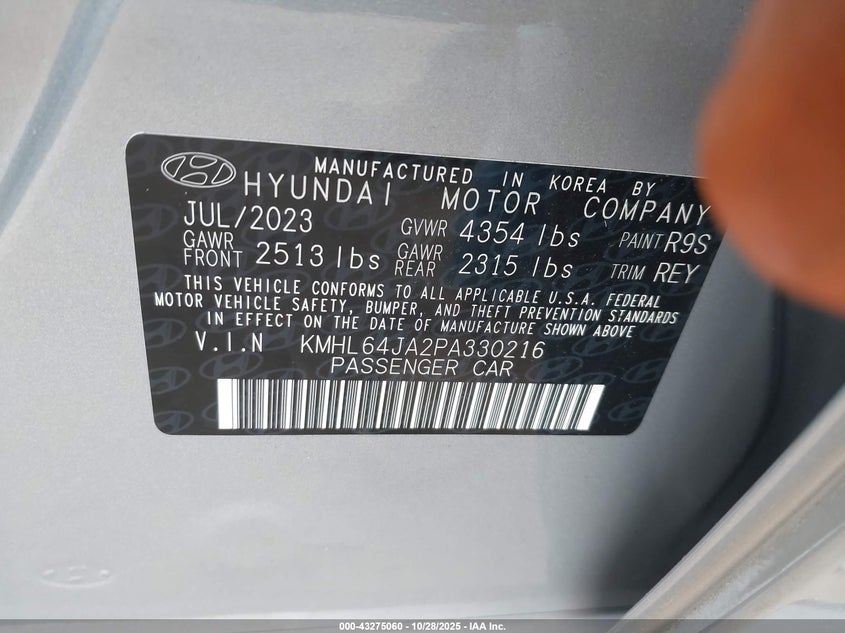 MANUFACTURED IN KOREA BY
HYUNDAI MOTOR COMPANY
JUL/2023 GVWR 4354 lbs PAINT R9S
GAWR FRONT 2513 lbs GAWR REAR 2315 lbs TRIM REY
THIS VEHICLE CONFORMS TO ALL APPLICABLE U.S.A. FEDERAL
MOTOR VEHICLE SAFETY, BUMPER, AND THEFT PREVENTION STANDARDS
IN EFFECT ON THE DATE OF MANUFACTURE SHOWN ABOVE
V.I.N KMHL64JA2PA330216
PASSENGER CAR
000-43275060 - 10/28/2025 - IAA Inc.